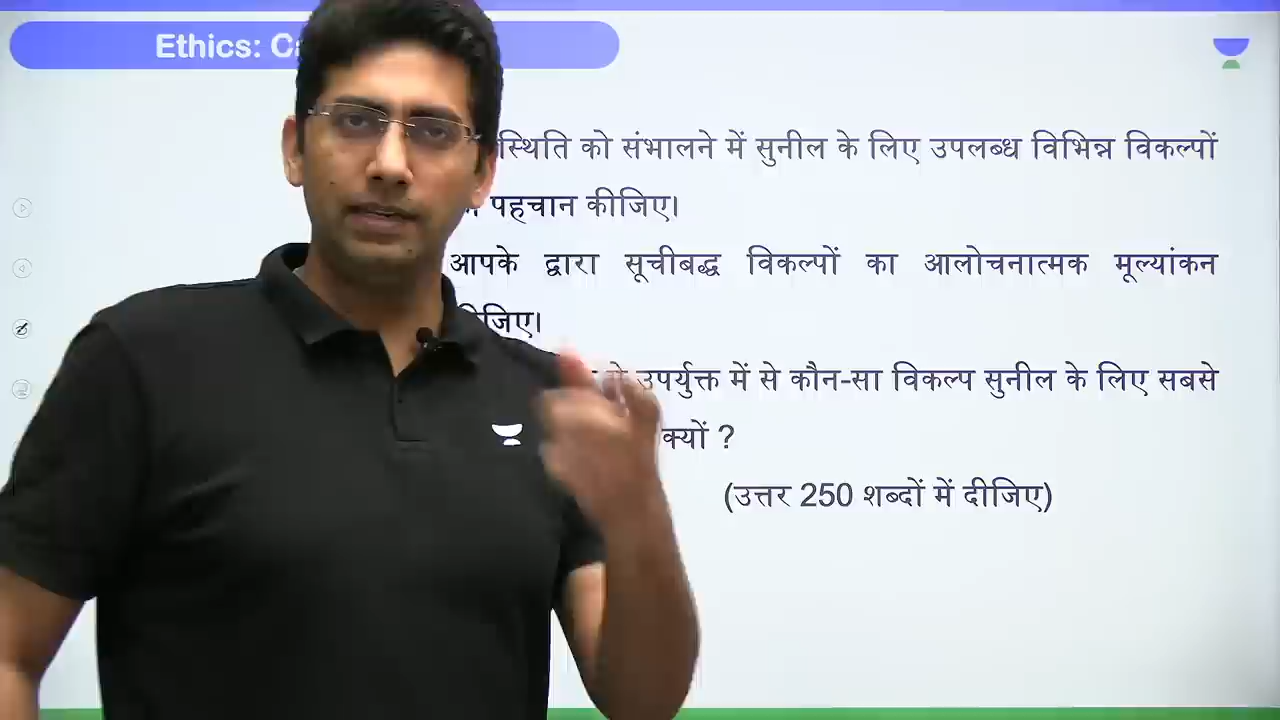 Ethics:
स्थिति को संभालने में सुनील के लिए उपलब्ध विभिन्न विकल्पों
पहचान कीजिए।
आपके द्वारा सूचीबद्ध विकल्पों का आलोचनात्मक मूल्यांकन
जिए।
उपर्युक्त में से कौन-सा विकल्प सुनील के लिए सबसे
क्यों ?
(उत्तर 250 शब्दों में दीजिए)